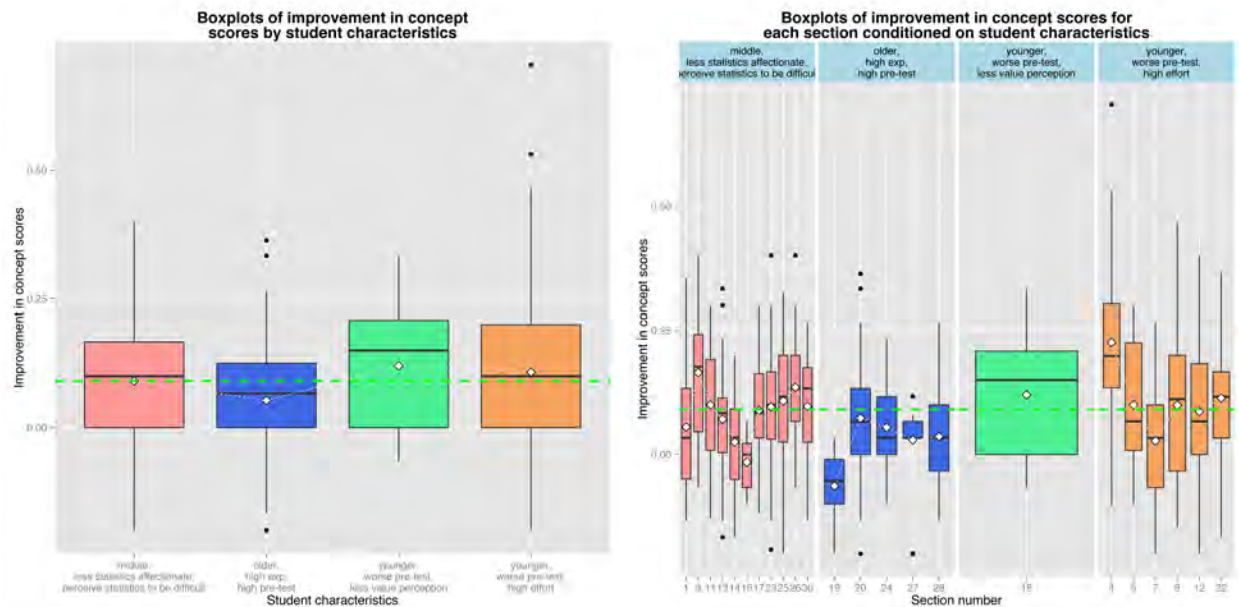 Boxplots of improvement in concept
scores by student characteristics
Improvement in concept scores
0.50
0.25
0.00
middle,
less statistics affectionate,
perceive statistics to be difficult
older,
high exp,
high pre-test
younger,
worse pre-test,
less value perception
younger,
worse pre-test,
high effort
Student characteristics
Boxplots of improvement in concept scores for
each section conditioned on student characteristics
middle,
less statistics affectionate,
perceive statistics to be difficul
older,
high exp,
high pre-test
younger,
worse pre-test,
less value perception
younger,
worse pre-test,
high effort
Improvement in concept scores
0.50
0.25
0.00
19 20 24 27 29
18
6 7 9 12 22
Section number